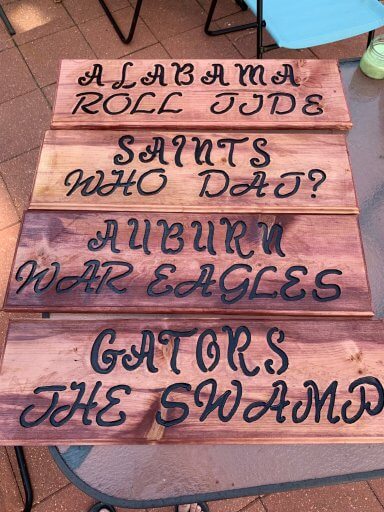 ALABAMA
ROLL TIDE
SAINTS
WHO DAT?
AUBURN
WAR EAGLES
GATORS
THE SWAMP